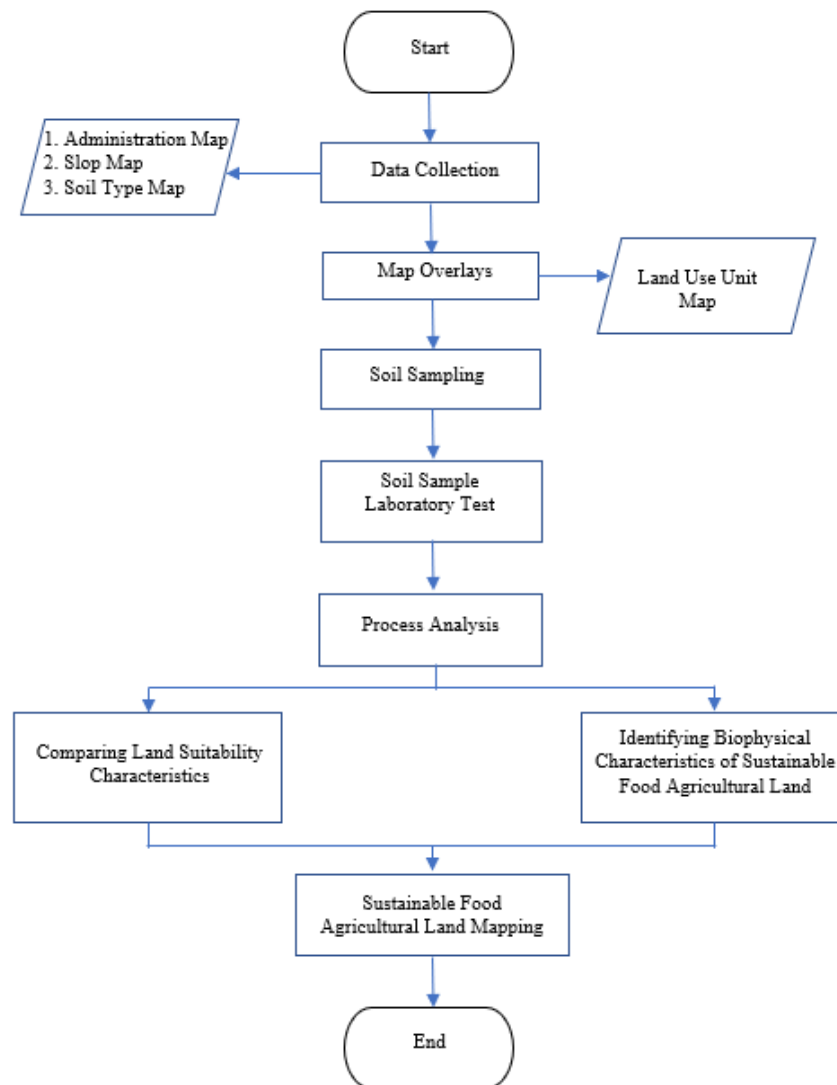 Start
1. Administration Map
2. Slop Map
3. Soil Type Map
Data Collection
Map Overlays
Land Use Unit
Map
Soil Sampling
Soil Sample
Laboratory Test
Process Analysis
Comparing Land Suitability
Characteristics
Identifying Biophysical
Characteristics of Sustainable
Food Agricultural Land
Sustainable Food
Agricultural Land Mapping
End